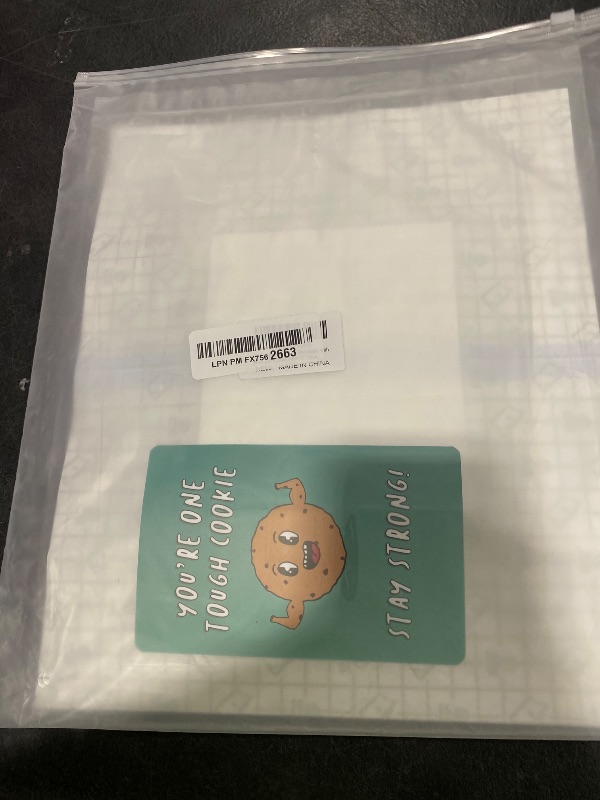 LPN PM FX756 2663
MADE IN CHINA
YOU'RE ONE
TOUGH COOKIE
STAY STRONG!